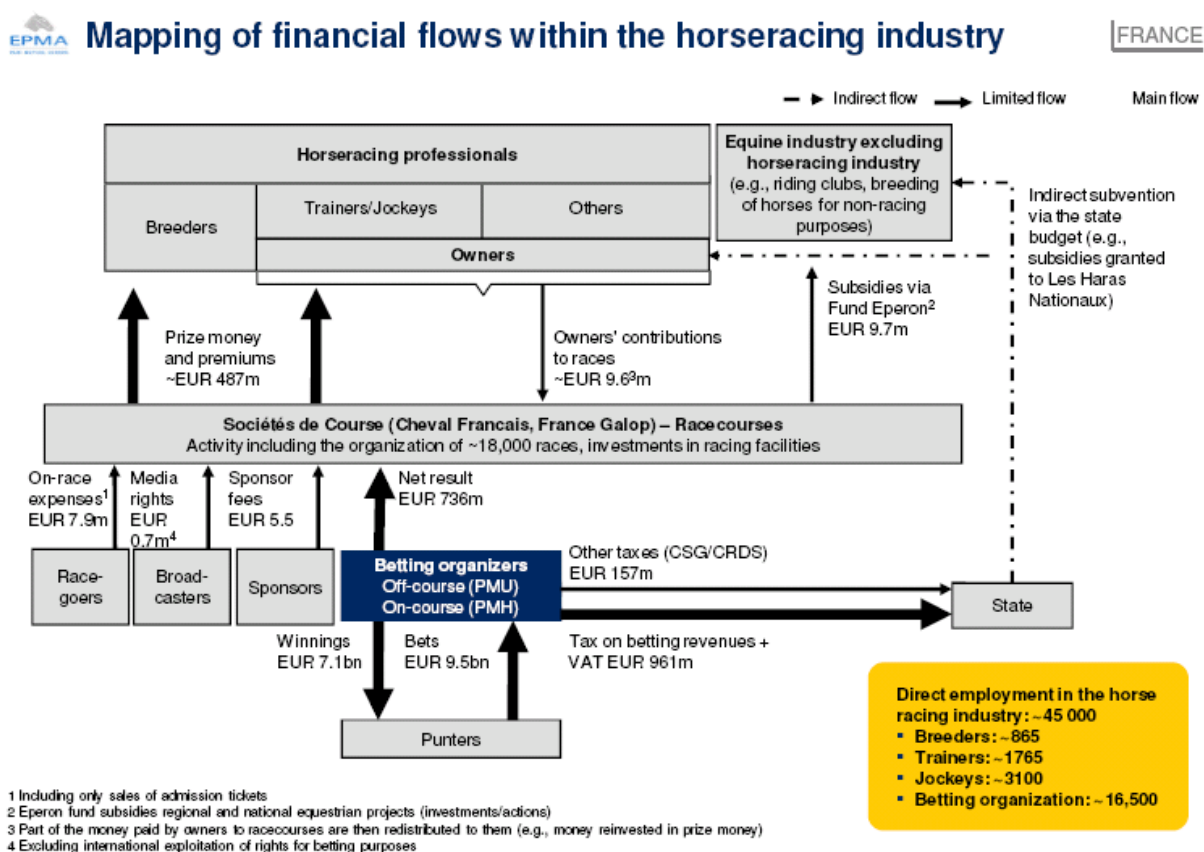 EPMA
Mapping of financial flows within the horseracing industry
FRANCE
Indirect flow
Limited flow
Main flow
Horseracing professionals
Breeders
Trainers/Jockeys
Others
Owners
Equine industry excluding
horseracing industry
(e.g., riding clubs, breeding
of horses for non-racing
purposes)
Indirect subvention
via the state
budget (e.g.,
subsidies granted
to Les Haras
Nationaux)
Prize money
and premiums
~EUR 487m
Owners' contributions
to races
~EUR 9.6³m
Subsidies via
Fund Eperon²
EUR 9.7m
Sociétés de Course (Cheval Francais, France Galop) – Racecourses
Activity including the organization of ~18,000 races, investments in racing facilities
On-race
expenses¹
EUR 7.9m
Media
rights
EUR
0.7m⁴
Sponsor
fees
EUR 5.5
Net result
EUR 736m
Race-
goers
Broad-
casters
Sponsors
Betting organizers
Off-course (PMU)
On-course (PMH)
Other taxes (CSG/CRDS)
EUR 157m
State
Winnings
EUR 7.1bn
Bets
EUR 9.5bn
Tax on betting revenues +
VAT EUR 961m
Punters
Direct employment in the horse
racing industry: ~45 000
▪ Breeders: ~865
▪ Trainers: ~1765
▪ Jockeys: ~3100
▪ Betting organization: ~16,500
1 Including only sales of admission tickets
2 Eperon fund subsidies regional and national equestrian projects (investments/actions)
3 Part of the money paid by owners to racecourses are then redistributed to them (e.g., money reinvested in prize money)
4 Excluding international exploitation of rights for betting purposes